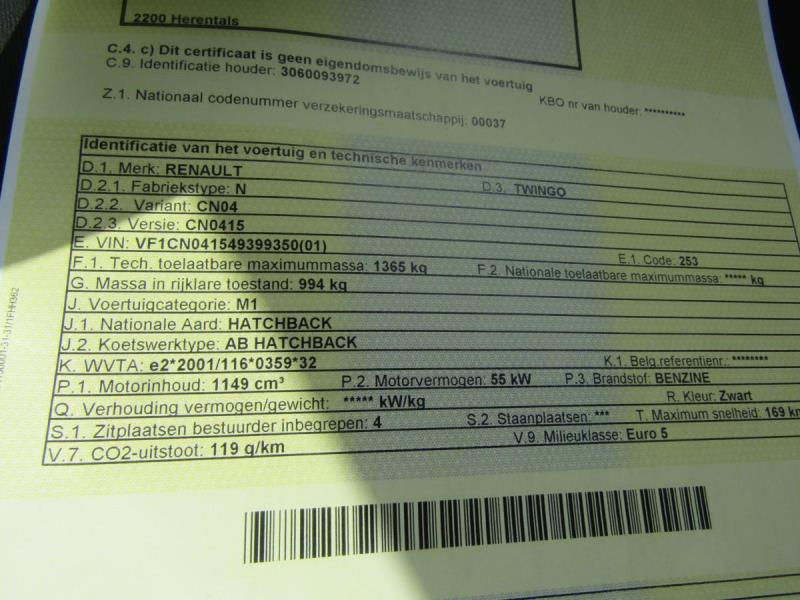 2200 Herentals
C.4. c) Dit certificaat is geen eigendomsbewijs van het voertuig
C.9. Identificatie houder: 3060093972 KBO nr van houder: **********
Z.1. Nationaal codenummer verzekeringsmaatschappij: 00037
Identificatie van het voertuig en technische kenmerken
D.1. Merk: RENAULT D.3. TWINGO
D.2.1. Fabriekstype: N
D.2.2. Variant: CN04
D.2.3. Versie: CN0415
E. VIN: VF1CN041549399350(01) E.1. Code: 253
F.1. Tech. toelaatbare maximummassa: 1365 kg F.2. Nationale toelaatbare maximummassa: ***** kg
G. Massa in rijklare toestand: 994 kg
J. Voertuigcategorie: M1
J.1. Nationale Aard: HATCHBACK
J.2. Koetswerktype: AB HATCHBACK
K. WVTA: e2*2001/116*0359*32 K.1. Belg.referentienr.: ********
P.1. Motorinhoud: 1149 cm³ P.2. Motorvermogen: 55 kW P.3. Brandstof: BENZINE
Q. Verhouding vermogen/gewicht: ***** kW/kg R. Kleur: Zwart
S.1. Zitplaatsen bestuurder inbegrepen: 4 S.2. Staanplaatsen: *** T. Maximum snelheid: 169 km
V.7. CO2-uitstoot: 119 g/km V.9. Milieuklasse: Euro 5